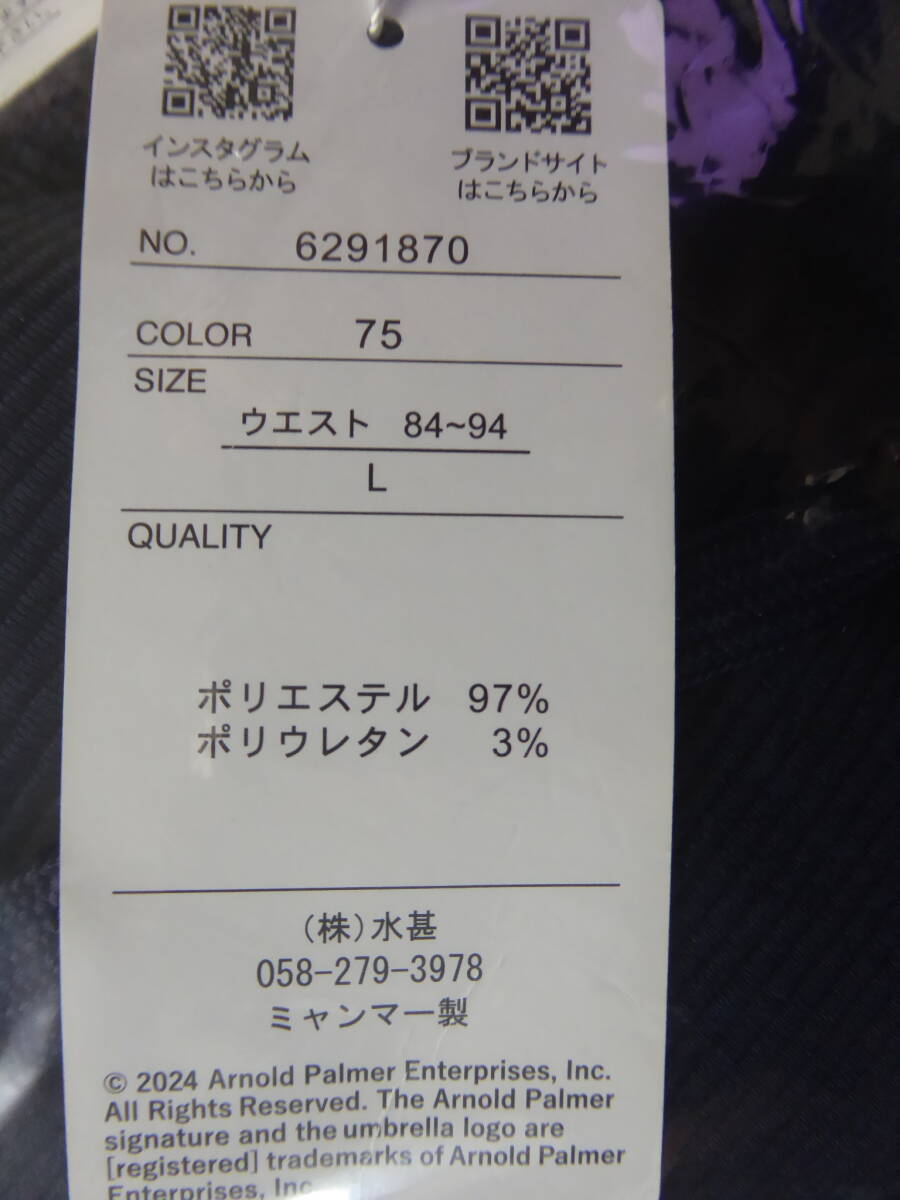 インスタグラム
はこちらから
ブランドサイト
はこちらから
NO. 6291870
COLOR 75
SIZE
ウエスト 84~94
L
QUALITY
ポリエステル 97%
ポリウレタン 3%
(株)水甚
058-279-3978
ミャンマー製
© 2024 Arnold Palmer Enterprises, Inc.
All Rights Reserved. The Arnold Palmer
signature and the umbrella logo are
[registered] trademarks of Arnold Palmer
Enterprises, Inc